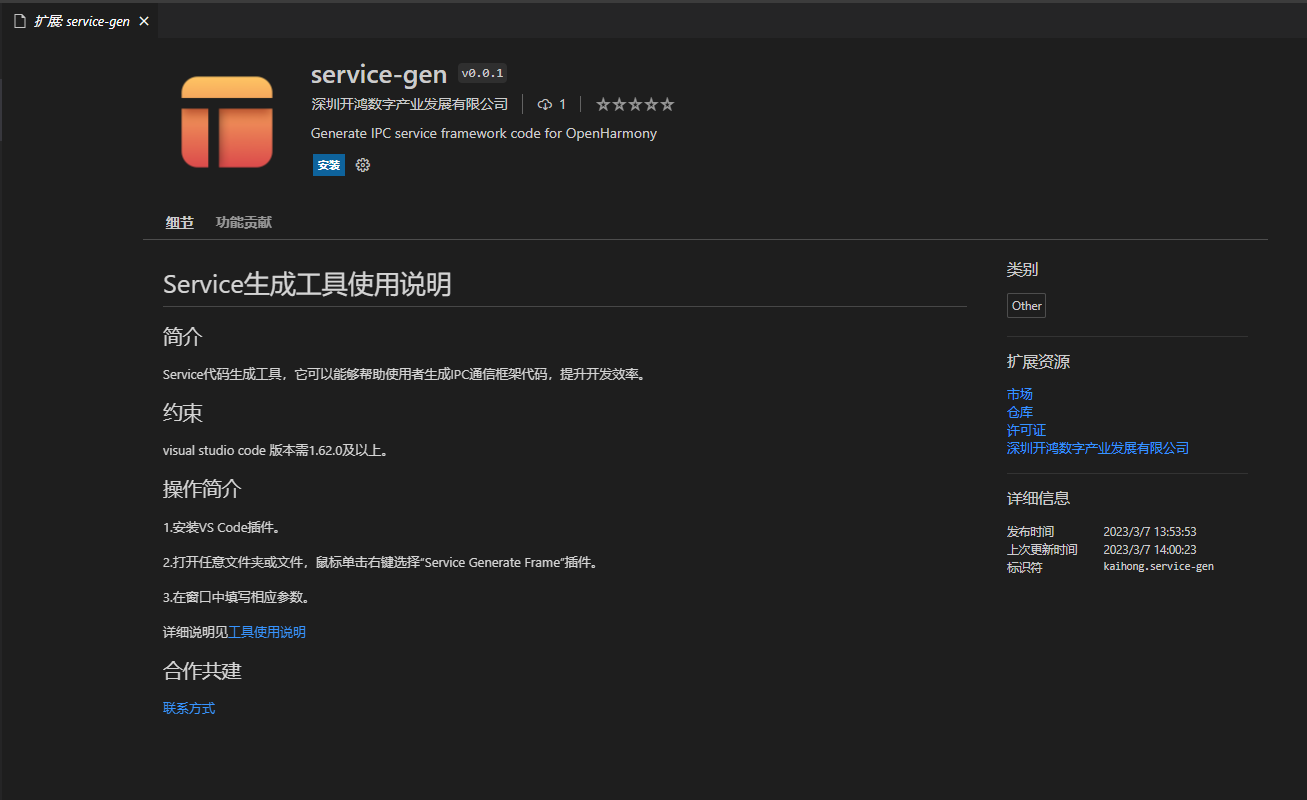 扩展: service-gen
service-gen v0.0.1
深圳开鸿数字产业发展有限公司 1
Generate IPC service framework code for OpenHarmony
安装
细节 功能贡献
Service生成工具使用说明
简介
Service代码生成工具，它可以能够帮助使用者生成IPC通信框架代码，提升开发效率。
约束
visual studio code 版本需1.62.0及以上。
操作简介
1.安装VS Code插件。
2.打开任意文件夹或文件，鼠标单击右键选择“Service Generate Frame”插件。
3.在窗口中填写相应参数。
详细说明见工具使用说明
合作共建
联系方式
类别
Other
扩展资源
市场
仓库
许可证
深圳开鸿数字产业发展有限公司
详细信息
发布时间 2023/3/7 13:53:53
上次更新时间 2023/3/7 14:00:23
标识符 kaihong.service-gen